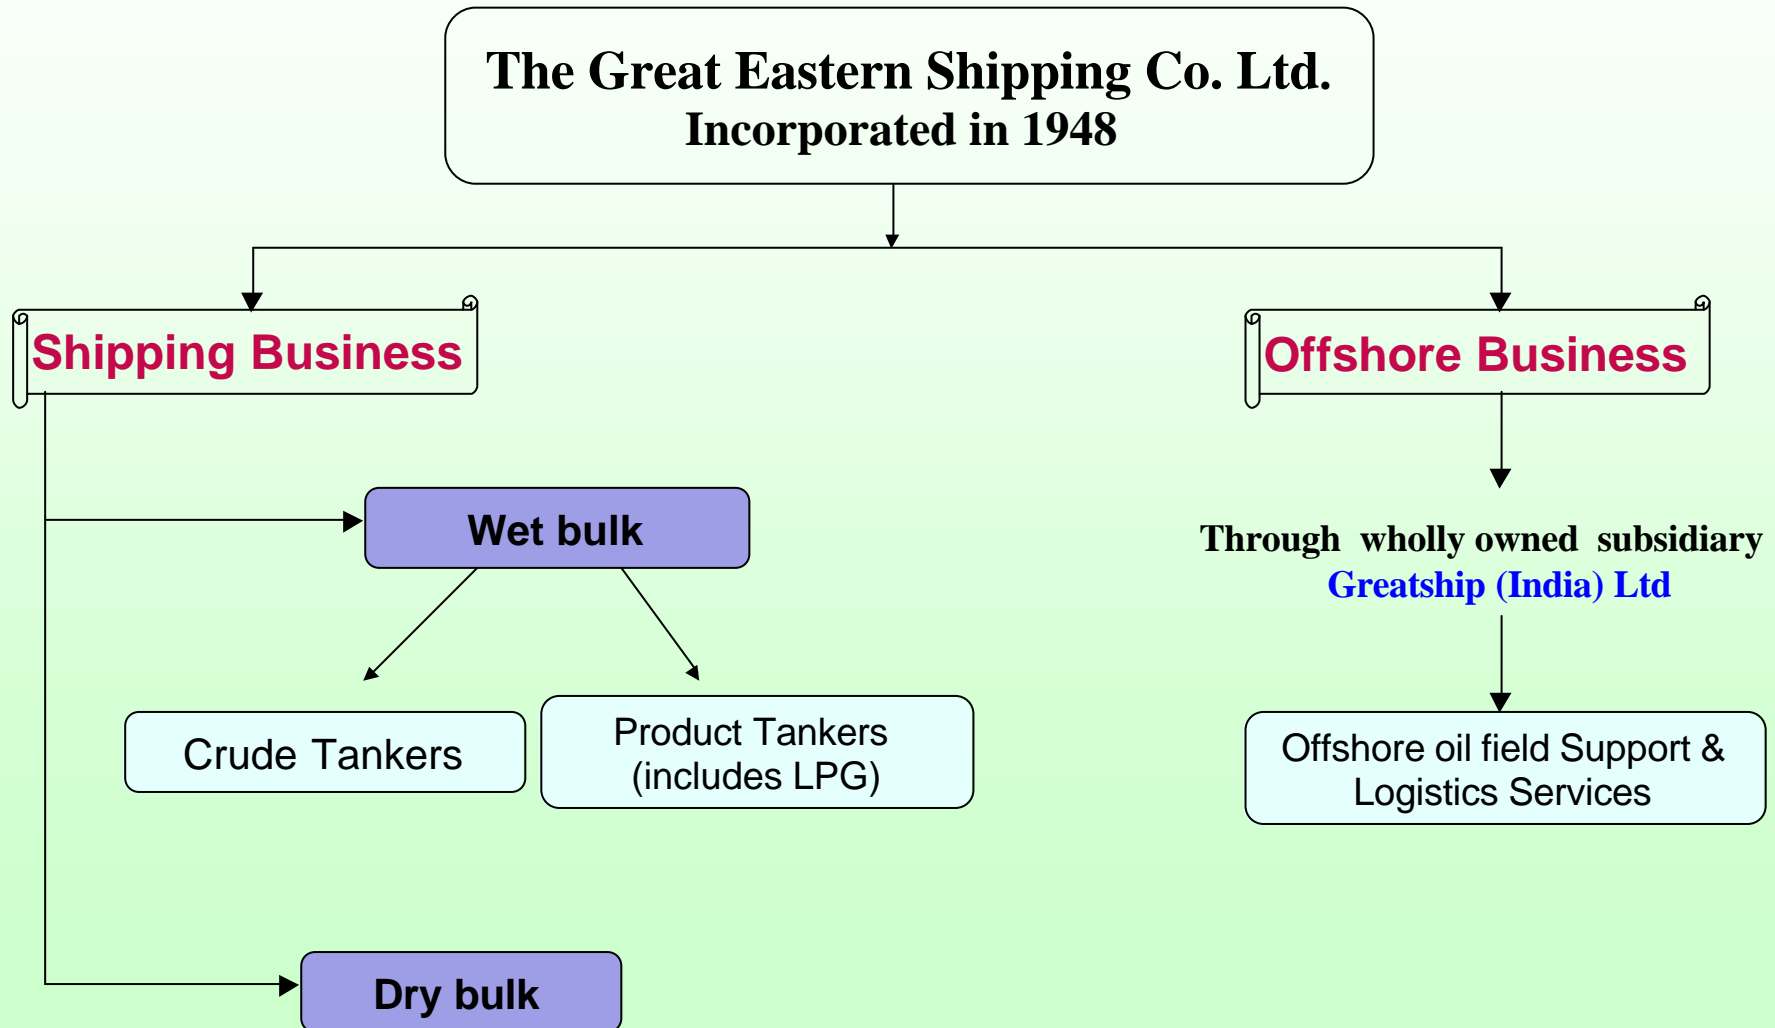 The Great Eastern Shipping Co. Ltd.
Incorporated in 1948
Shipping Business
Offshore Business
Wet bulk
Through wholly owned subsidiary
Greatship (India) Ltd
Crude Tankers
Product Tankers
(includes LPG)
Offshore oil field Support &
Logistics Services
Dry bulk